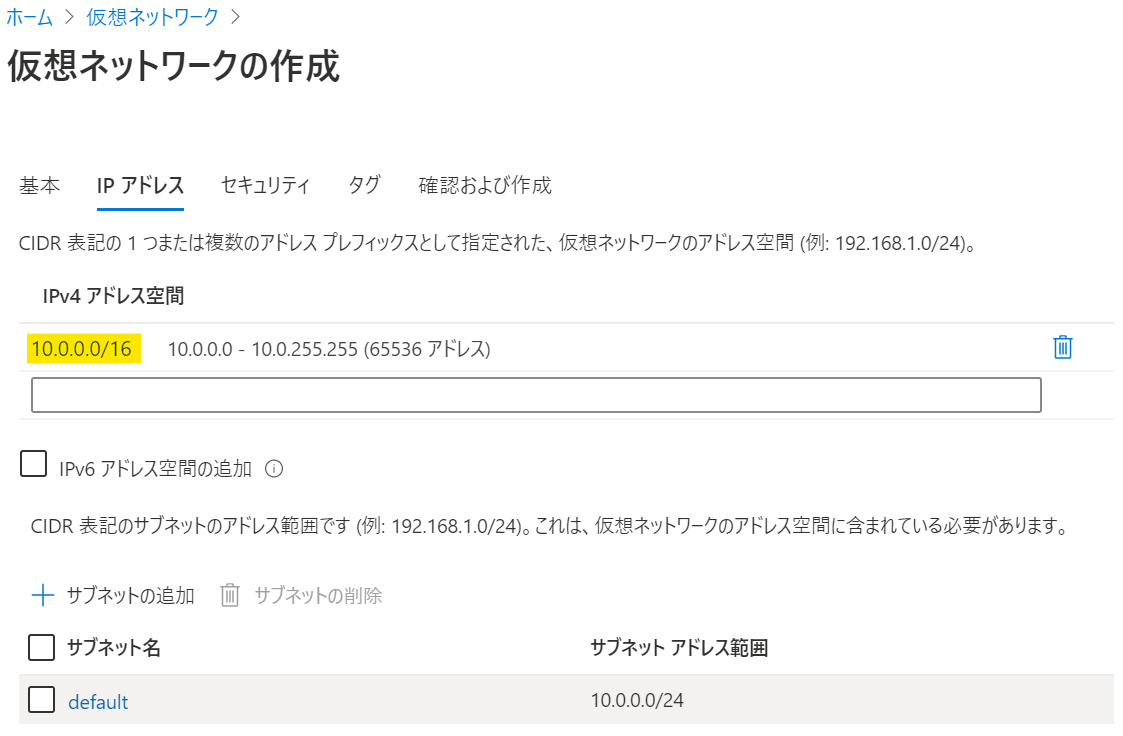 ホーム > 仮想ネットワーク >
仮想ネットワークの作成
基本 IP アドレス セキュリティ タグ 確認および作成
CIDR 表記の 1 つまたは複数のアドレス プレフィックスとして指定された、仮想ネットワークのアドレス空間 (例: 192.168.1.0/24)。
IPv4 アドレス空間
10.0.0.0/16 10.0.0.0 - 10.0.255.255 (65536 アドレス)
IPv6 アドレス空間の追加
CIDR 表記のサブネットのアドレス範囲です (例: 192.168.1.0/24)。これは、仮想ネットワークのアドレス空間に含まれている必要があります。
サブネットの追加 サブネットの削除
サブネット名 サブネット アドレス範囲
default 10.0.0.0/24